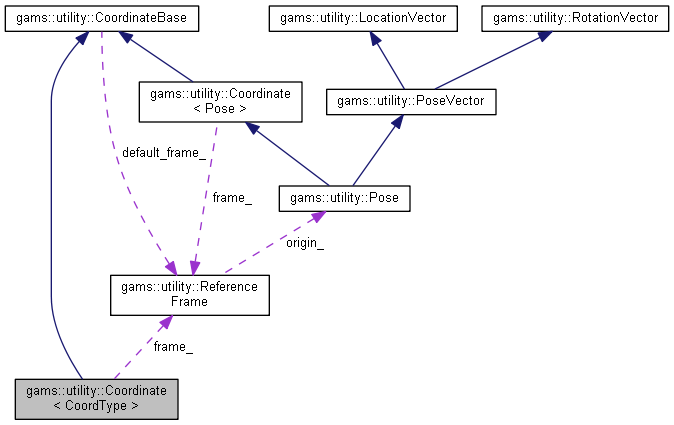 gams::utility::CoordinateBase
gams::utility::LocationVector
gams::utility::RotationVector
gams::utility::Coordinate
< Pose >
gams::utility::PoseVector
default_frame_
frame_
gams::utility::Pose
origin_
gams::utility::Reference
Frame
frame_
gams::utility::Coordinate
< CoordType >